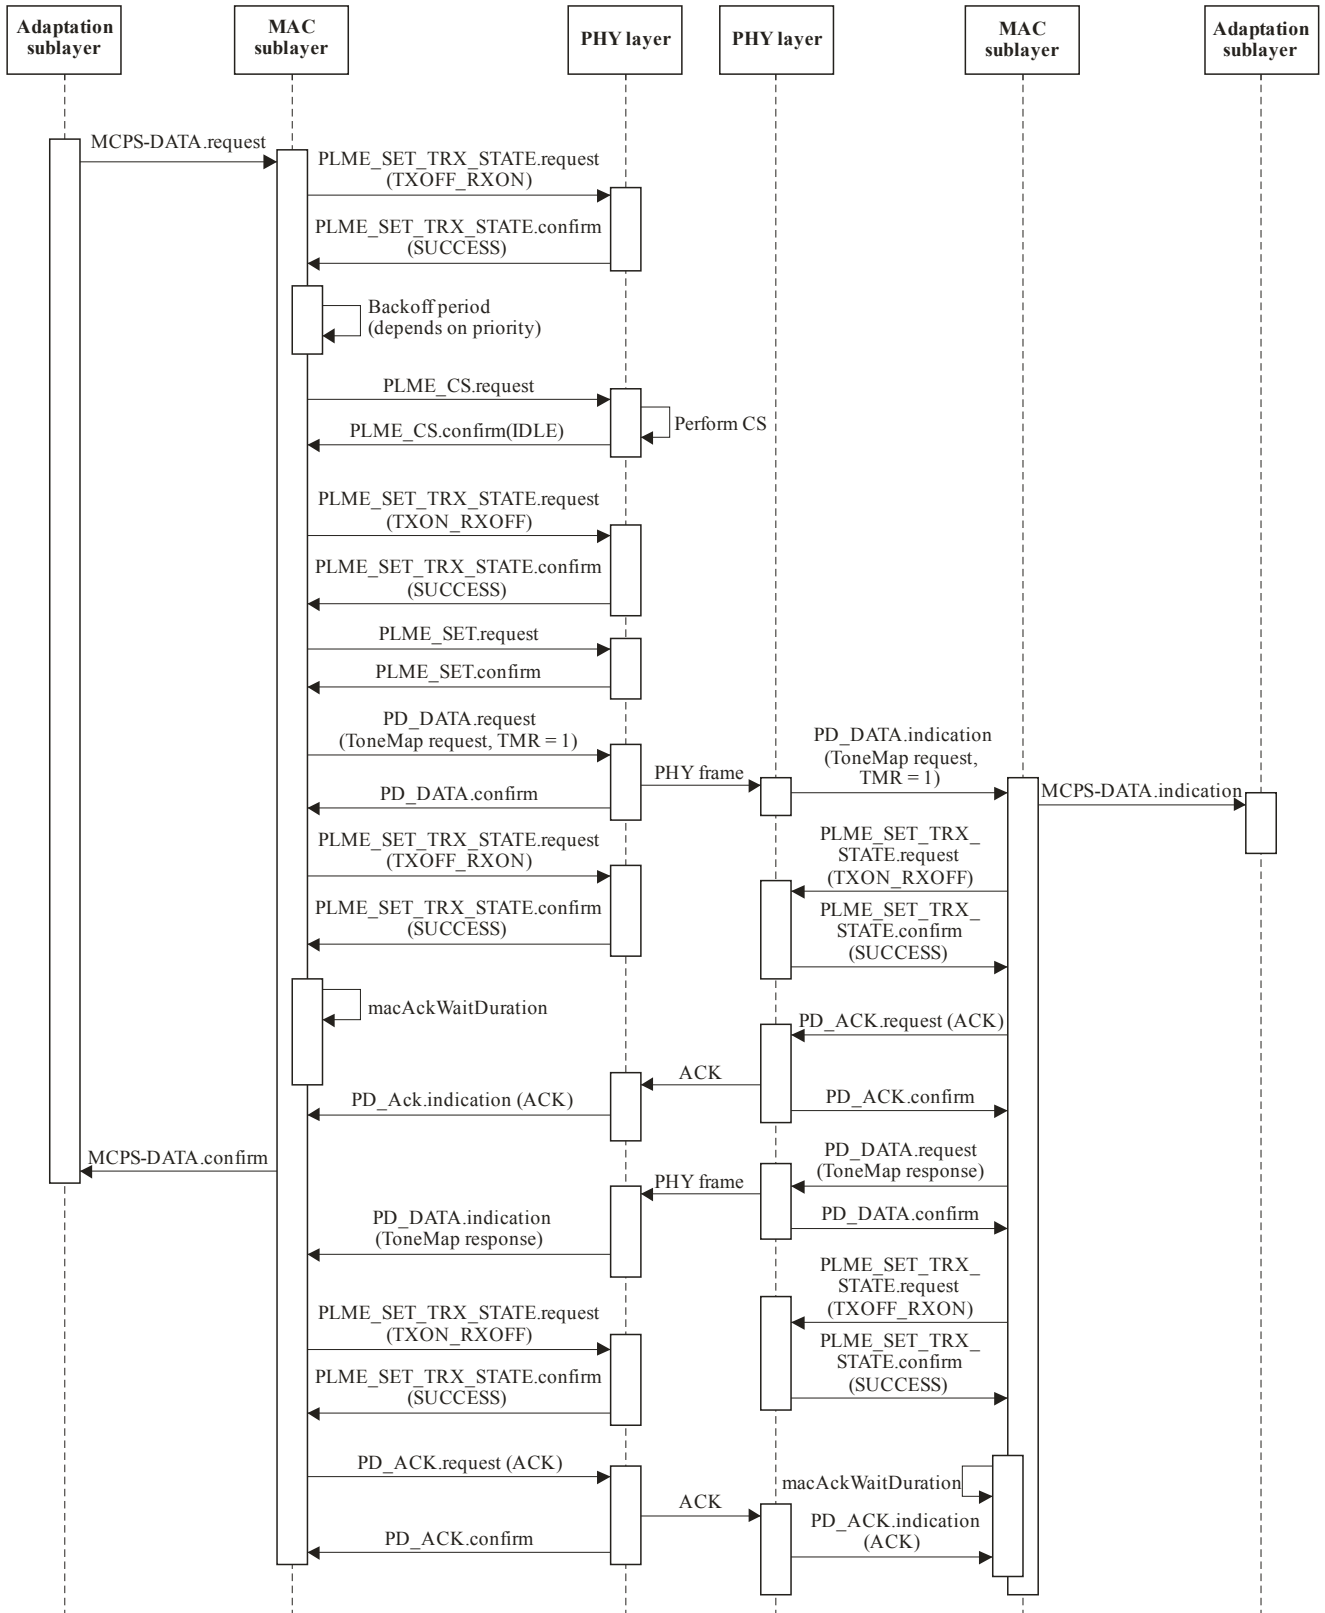 Adaptation
sublayer
MAC
sublayer
PHY layer
PHY layer
MAC
sublayer
Adaptation
sublayer
MCPS-DATA.request
PLME_SET_TRX_STATE.request
(TXOFF_RXON)
PLME_SET_TRX_STATE.confirm
(SUCCESS)
Backoff period
(depends on priority)
PLME_CS.request
Perform CS
PLME_CS.confirm(IDLE)
PLME_SET_TRX_STATE.request
(TXON_RXOFF)
PLME_SET_TRX_STATE.confirm
(SUCCESS)
PLME_SET.request
PLME_SET.confirm
PD_DATA.request
(ToneMap request, TMR = 1)
PHY frame
PD_DATA.indication
(ToneMap request,
TMR = 1)
MCPS-DATA.indication
PD_DATA.confirm
PLME_SET_TRX_STATE.request
(TXOFF_RXON)
PLME_SET_TRX_
STATE.request
(TXON_RXOFF)
PLME_SET_TRX_STATE.confirm
(SUCCESS)
PLME_SET_TRX_
STATE.confirm
(SUCCESS)
macAckWaitDuration
PD_ACK.request (ACK)
ACK
PD_Ack.indication (ACK)
PD_ACK.confirm
MCPS-DATA.confirm
PD_DATA.request
(ToneMap response)
PHY frame
PD_DATA.indication
(ToneMap response)
PD_DATA.confirm
PLME_SET_TRX_
STATE.request
(TXOFF_RXON)
PLME_SET_TRX_STATE.request
(TXON_RXOFF)
PLME_SET_TRX_
STATE.confirm
(SUCCESS)
PLME_SET_TRX_STATE.confirm
(SUCCESS)
PD_ACK.request (ACK)
macAckWaitDuration
ACK
PD_ACK.indication
(ACK)
PD_ACK.confirm